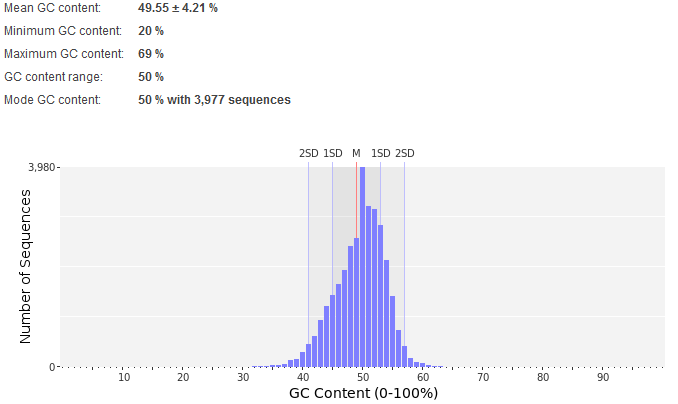 Mean GC content: 49.55 ± 4.21 %
Minimum GC content: 20 %
Maximum GC content: 69 %
GC content range: 50 %
Mode GC content: 50 % with 3,977 sequences
2SD 1SD M 1SD 2SD
3,980
Number of Sequences
0
10 20 30 40 50 60 70 80 90
GC Content (0-100%)